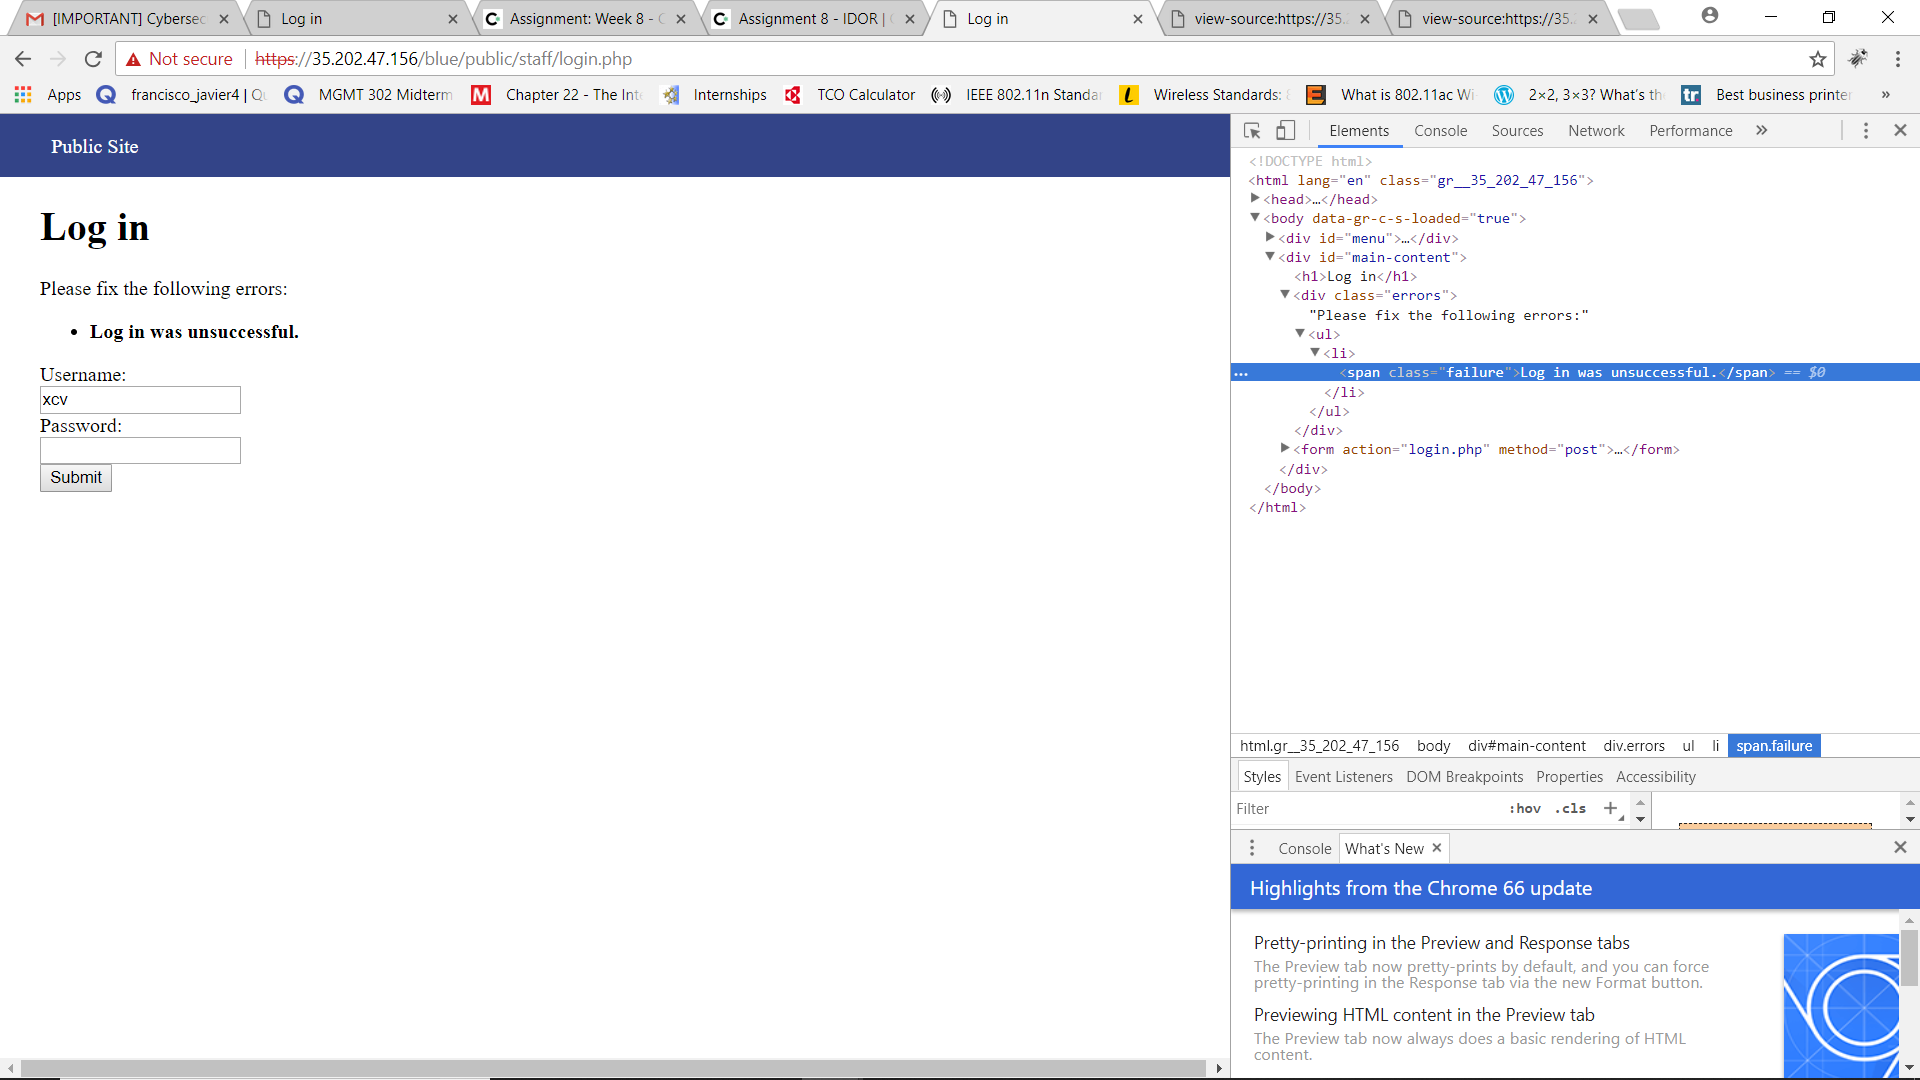 [IMPORTANT] Cybersec
Log in
Assignment: Week 8 - C
Assignment 8 - IDOR | C
Log in
view-source:https://35.
view-source:https://35.
Not secure
https://35.202.47.156/blue/public/staff/login.php
Apps
francisco_javier4 | Qu
MGMT 302 Midterm
Chapter 22 - The Inte
Internships
TCO Calculator
IEEE 802.11n Standar
Wireless Standards: 8
What is 802.11ac Wi-
2×2, 3×3? What's the
Best business printer
»
Public Site
Log in
Please fix the following errors:
• Log in was unsuccessful.
Username:
xcv
Password:
Submit
Elements Console Sources Network Performance »
<!DOCTYPE html>
<html lang="en" class="gr__35_202_47_156">
<head>…</head>
<body data-gr-c-s-loaded="true">
<div id="menu">…</div>
<div id="main-content">
<h1>Log in</h1>
<div class="errors">
"Please fix the following errors:"
<ul>
<li>
... <span class="failure">Log in was unsuccessful.</span> == $0
</li>
</ul>
</div>
<form action="login.php" method="post">…</form>
</div>
</body>
</html>
html.gr__35_202_47_156 body div#main-content div.errors ul li span.failure
Styles Event Listeners DOM Breakpoints Properties Accessibility
Filter :hov .cls +
Console What's New
Highlights from the Chrome 66 update
Pretty-printing in the Preview and Response tabs
The Preview tab now pretty-prints by default, and you can force
pretty-printing in the Response tab via the new Format button.
Previewing HTML content in the Preview tab
The Preview tab now always does a basic rendering of HTML
content.